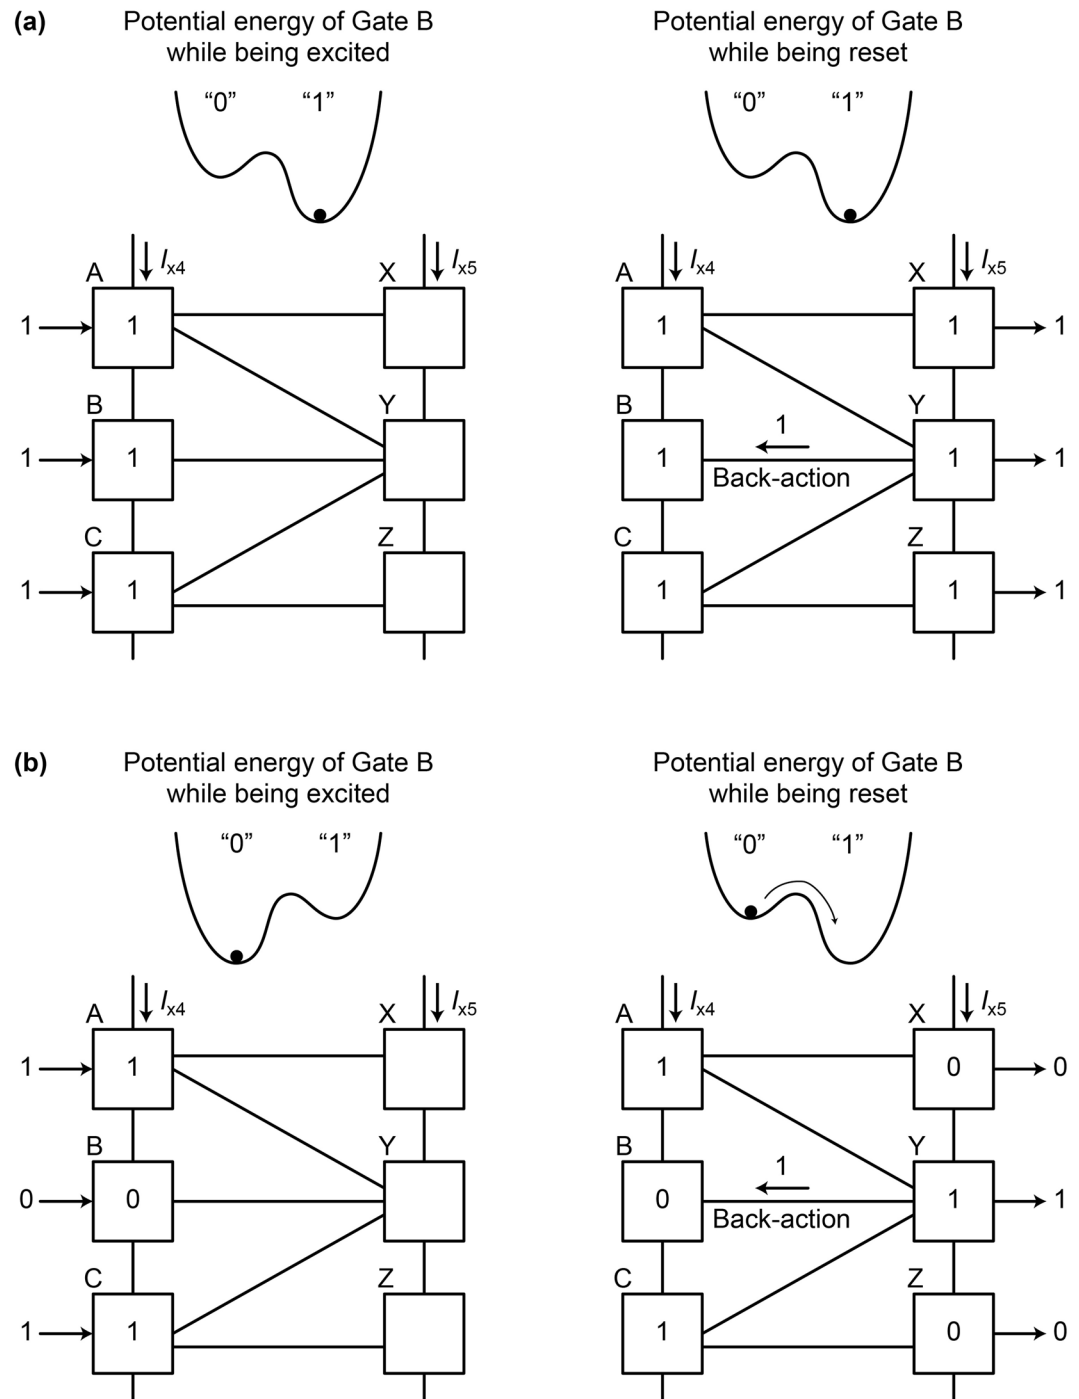 (a)
Potential energy of Gate B
while being excited
“0” “1”
A
Ix4
X
Ix5
1 1
B
Y
1 1
C
Z
1 1
Potential energy of Gate B
while being reset
“0” “1”
A
Ix4
X
Ix5
1 1 1
B
Y
1
1 1 1
Back-action
C
Z
1 1 1
(b)
Potential energy of Gate B
while being excited
“0” “1”
A
Ix4
X
Ix5
1 1
B
Y
0 0
C
Z
1 1
Potential energy of Gate B
while being reset
“0” “1”
A
Ix4
X
Ix5
1 0 0
B
Y
1
0 1 1
Back-action
C
Z
1 0 0